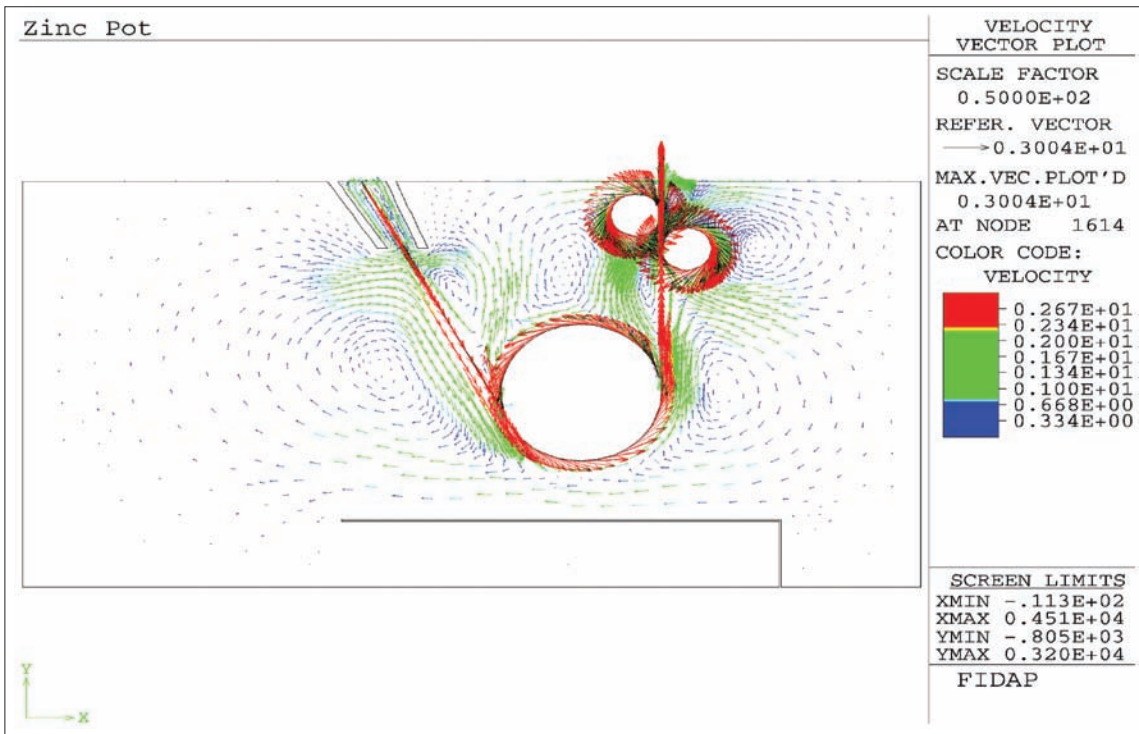 Zinc Pot
VELOCITY
VECTOR PLOT
SCALE FACTOR
0.5000E+02
REFER. VECTOR
0.3004E+01
MAX.VEC.PLOT'D
0.3004E+01
AT NODE 1614
COLOR CODE:
VELOCITY
0.267E+01
0.234E+01
0.200E+01
0.167E+01
0.134E+01
0.100E+01
0.668E+00
0.334E+00
SCREEN LIMITS
XMIN -.113E+02
XMAX 0.451E+04
YMIN -.805E+03
YMAX 0.320E+04
FIDAP
Y
X